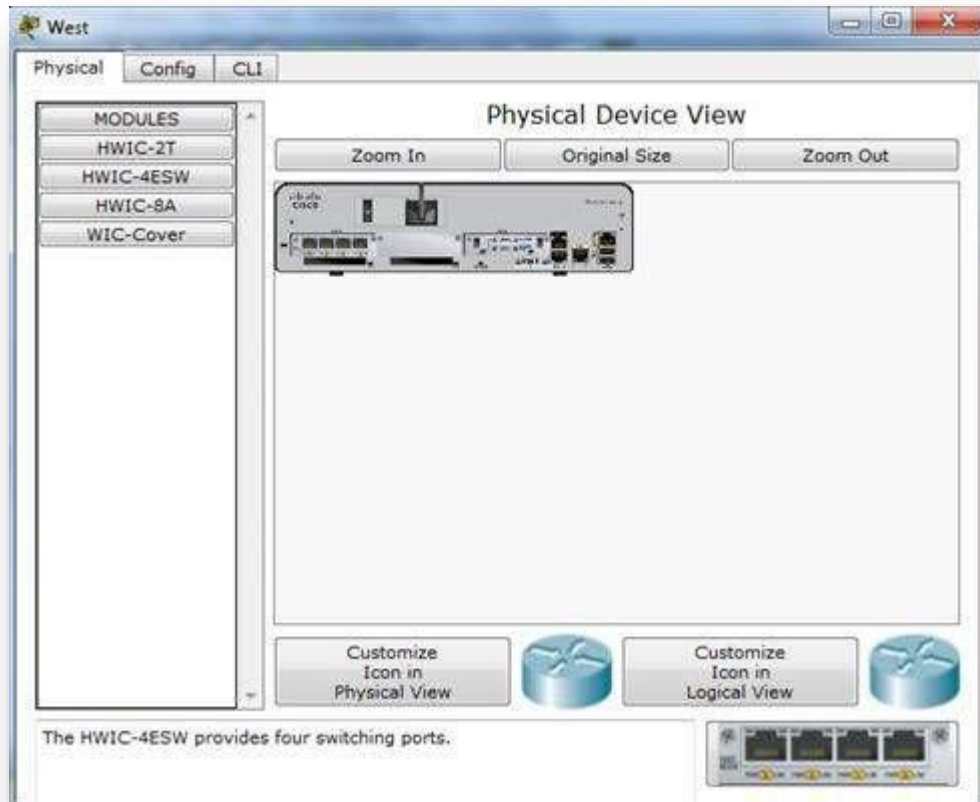 West
Physical Config CLI
MODULES
HWIC-2T
HWIC-4ESW
HWIC-8A
WIC-Cover
Physical Device View
Zoom In Original Size Zoom Out
CISCO
Customize
Icon in
Physical View
Customize
Icon in
Logical View
The HWIC-4ESW provides four switching ports.